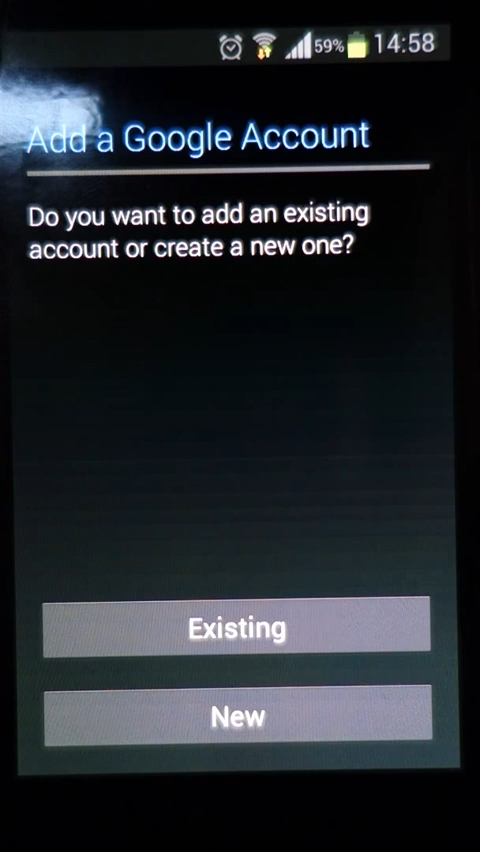 59% 14:58
Add a Google Account
Do you want to add an existing
account or create a new one?
Existing
New